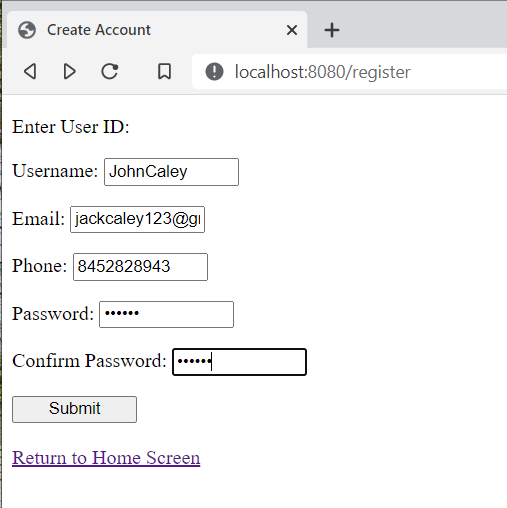 Create Account
localhost:8080/register
Enter User ID:
Username: JohnCaley
Email: jackcaley123@g
Phone: 8452828943
Password: ••••••
Confirm Password: ••••••
Submit
Return to Home Screen